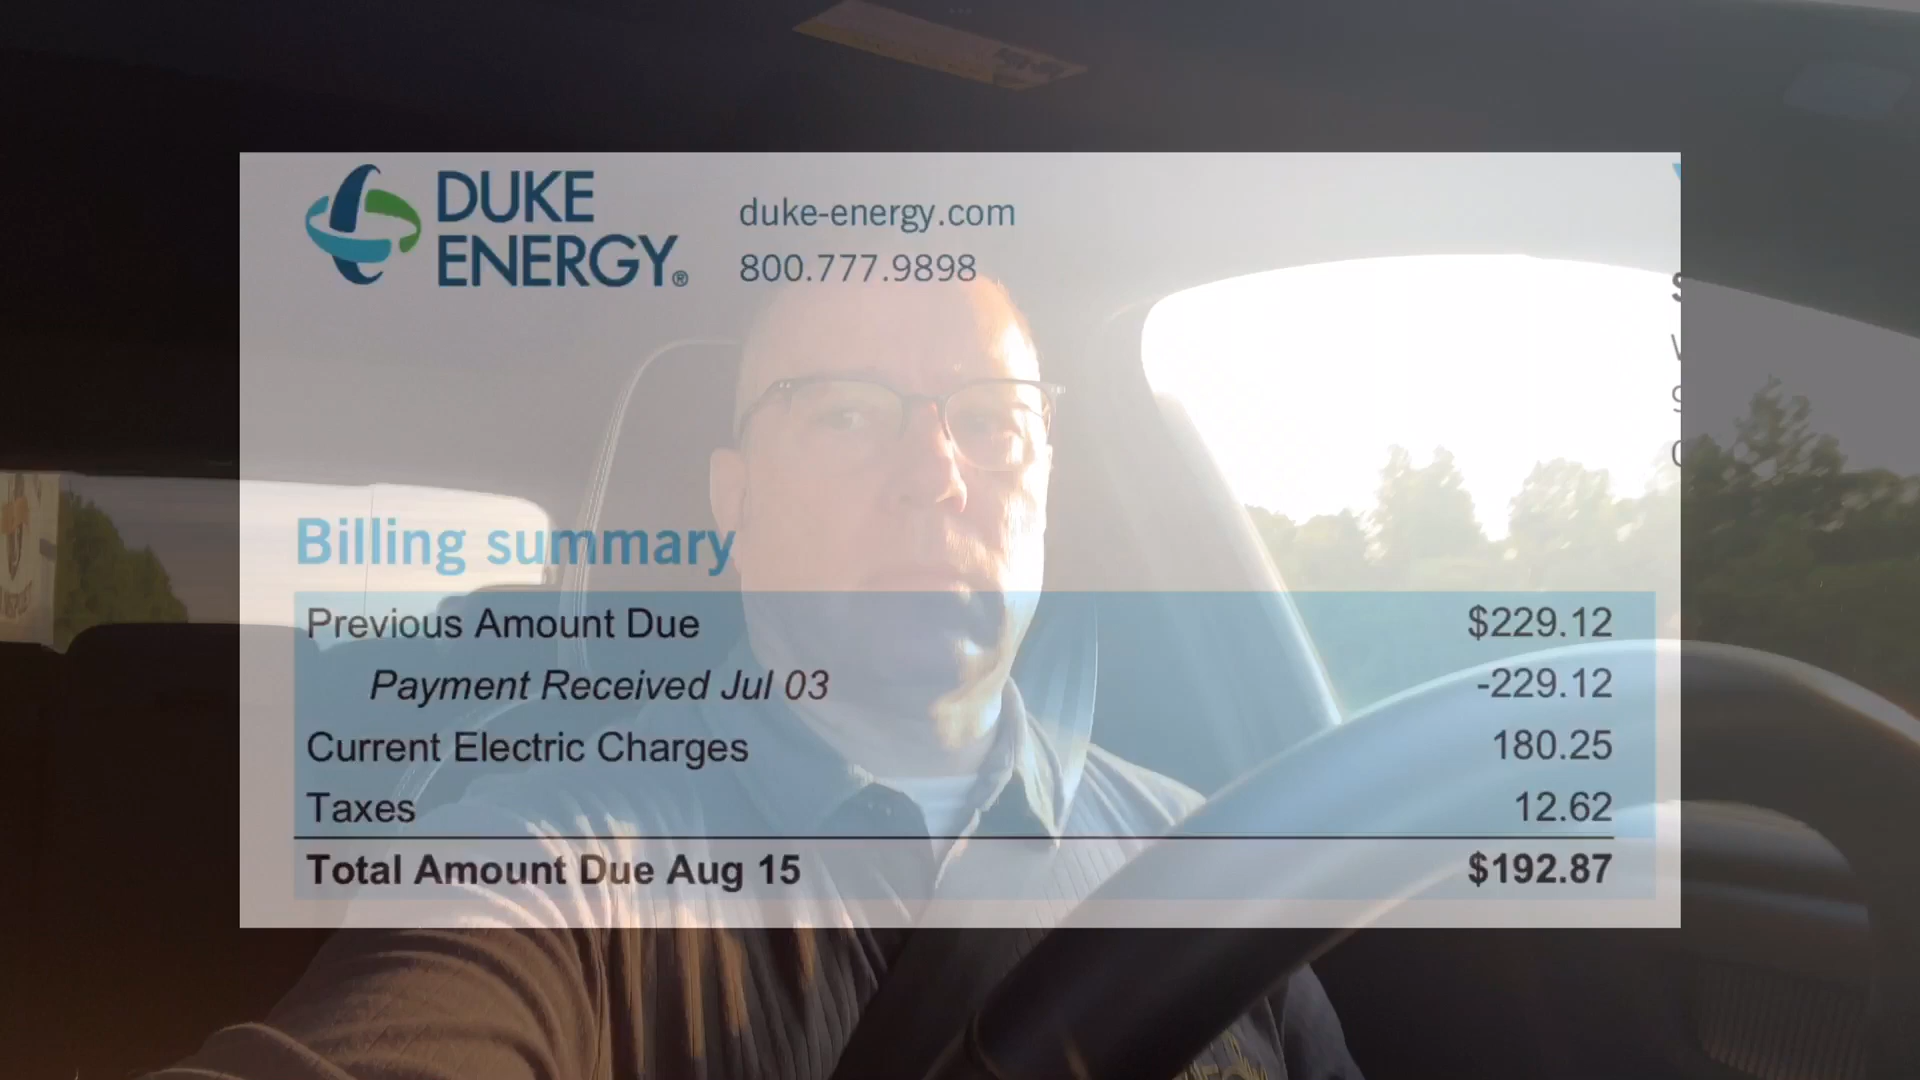 DUKE
ENERGY®
duke-energy.com
800.777.9898
Billing summary
Previous Amount Due $229.12
Payment Received Jul 03 -229.12
Current Electric Charges 180.25
Taxes 12.62
Total Amount Due Aug 15 $192.87